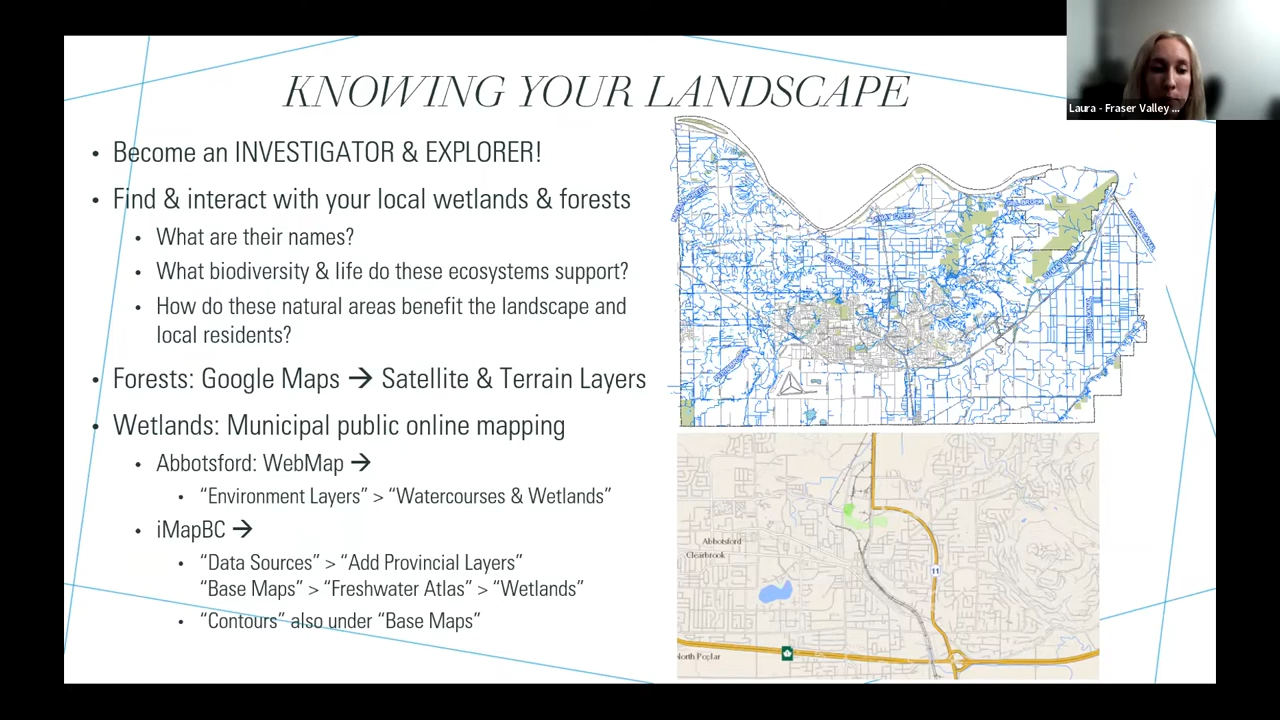 KNOWING YOUR LANDSCAPE
Laura - Fraser Valley ...
• Become an INVESTIGATOR & EXPLORER!
• Find & interact with your local wetlands & forests
• What are their names?
• What biodiversity & life do these ecosystems support?
• How do these natural areas benefit the landscape and
local residents?
• Forests: Google Maps → Satellite & Terrain Layers
• Wetlands: Municipal public online mapping
• Abbotsford: WebMap →
• “Environment Layers” > “Watercourses & Wetlands”
• iMapBC →
• “Data Sources” > “Add Provincial Layers”
“Base Maps” > “Freshwater Atlas” > “Wetlands”
• “Contours” also under “Base Maps”
Abbotsford
Clearbrook
11
North Poplar